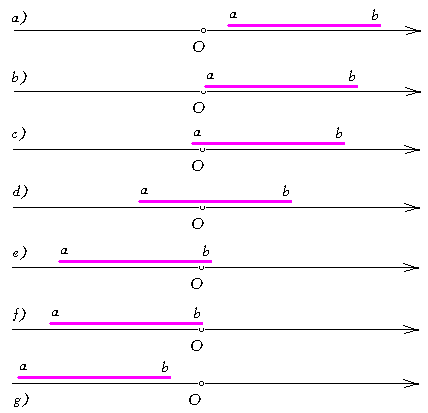 a) a b
O
b) a b
O
c) a b
O
d) a b
O
e) a b
O
f) a b
O
a b
g) O